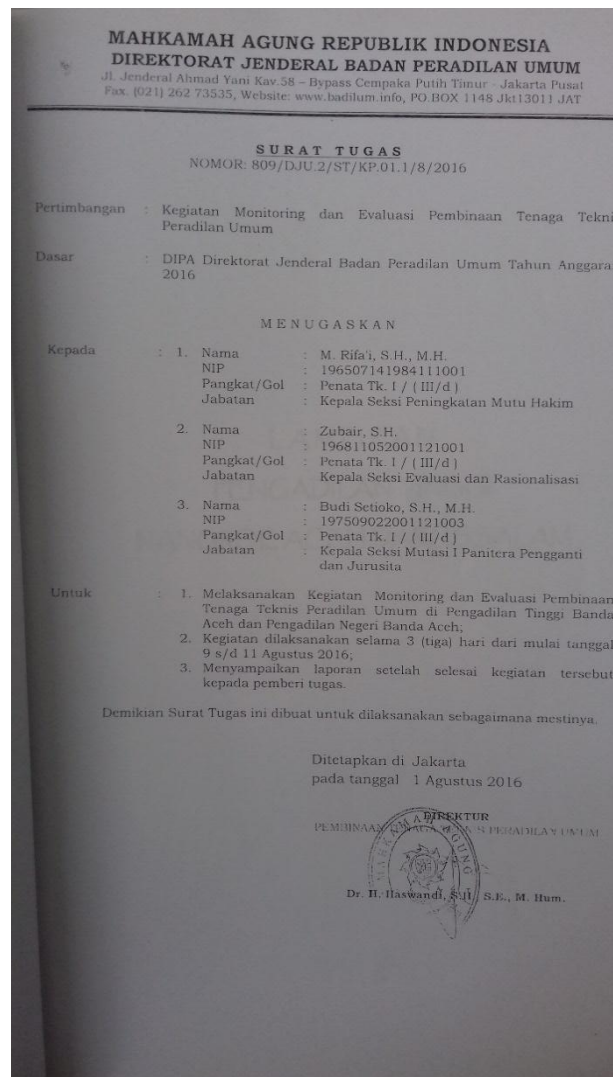 MAHKAMAH AGUNG REPUBLIK INDONESIA
DIREKTORAT JENDERAL BADAN PERADILAN UMUM
Jl. Jenderal Ahmad Yani Kav.58 – Bypass Cempaka Putih Timur - Jakarta Pusat
Fax. (021) 262 73535, Website: www.badilum.info, PO.BOX 1148 Jkt13011 JAT
SURAT TUGAS
NOMOR: 809/DJU.2/ST/KP.01.1/8/2016
Pertimbangan : Kegiatan Monitoring dan Evaluasi Pembinaan Tenaga Tekni
Peradilan Umum
Dasar : DIPA Direktorat Jenderal Badan Peradilan Umum Tahun Anggara
2016
MENUGASKAN
Kepada : 1. Nama : M. Rifa'i, S.H., M.H.
NIP : 196507141984111001
Pangkat/Gol : Penata Tk. I / ( III/d )
Jabatan : Kepala Seksi Peningkatan Mutu Hakim
2. Nama : Zubair, S.H.
NIP : 196811052001121001
Pangkat/Gol : Penata Tk. I / ( III/d )
Jabatan Kepala Seksi Evaluasi dan Rasionalisasi
3. Nama : Budi Setioko, S.H., M.H.
NIP : 197509022001121003
Pangkat/Gol : Penata Tk. I / ( III/d )
Jabatan : Kepala Seksi Mutasi I Panitera Pengganti
dan Jurusita
Untuk : 1. Melaksanakan Kegiatan Monitoring dan Evaluasi Pembinaan
Tenaga Teknis Peradilan Umum di Pengadilan Tinggi Banda
Aceh dan Pengadilan Negeri Banda Aceh;
2. Kegiatan dilaksanakan selama 3 (tiga) hari dari mulai tanggal
9 s/d 11 Agustus 2016;
3. Menyampaikan laporan setelah selesai kegiatan tersebut
kepada pemberi tugas.
Demikian Surat Tugas ini dibuat untuk dilaksanakan sebagaimana mestinya.
Ditetapkan di Jakarta
pada tanggal 1 Agustus 2016
DIREKTUR
PEMBINAAN TENAGA TEKNIS PERADILAN UMUM
MAHKAMAH AGUNG
Dr. H. Haswandi, S.H., S.E., M. Hum.